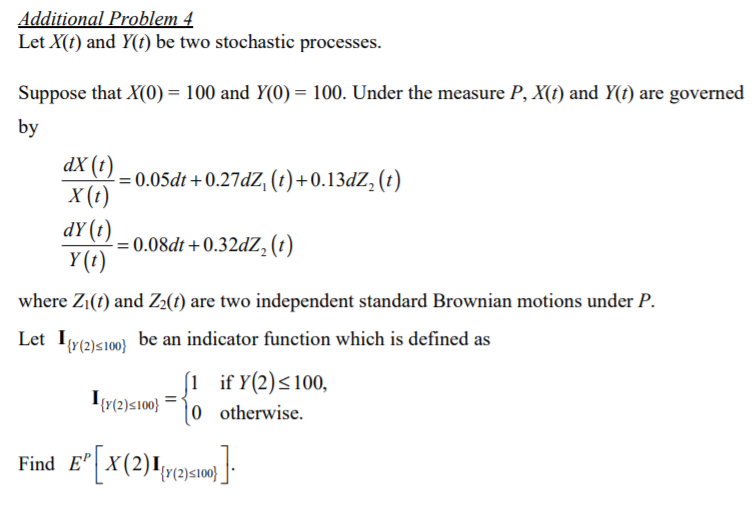 Additional Problem 4
Let X(t) and Y(t) be two stochastic processes.
Suppose that X(0) = 100 and Y(0) = 100. Under the measure P, X(t) and Y(t) are governed
by
dX(t)/X(t) = 0.05dt + 0.27dZ₁(t) + 0.13dZ₂(t)
dY(t)/Y(t) = 0.08dt + 0.32dZ₂(t)
where Z₁(t) and Z₂(t) are two independent standard Brownian motions under P.
Let I_{Y(2)≤100} be an indicator function which is defined as
I_{Y(2)≤100} = { 1 if Y(2) ≤ 100,
0 otherwise.
Find E^P[X(2)I_{Y(2)≤100}].